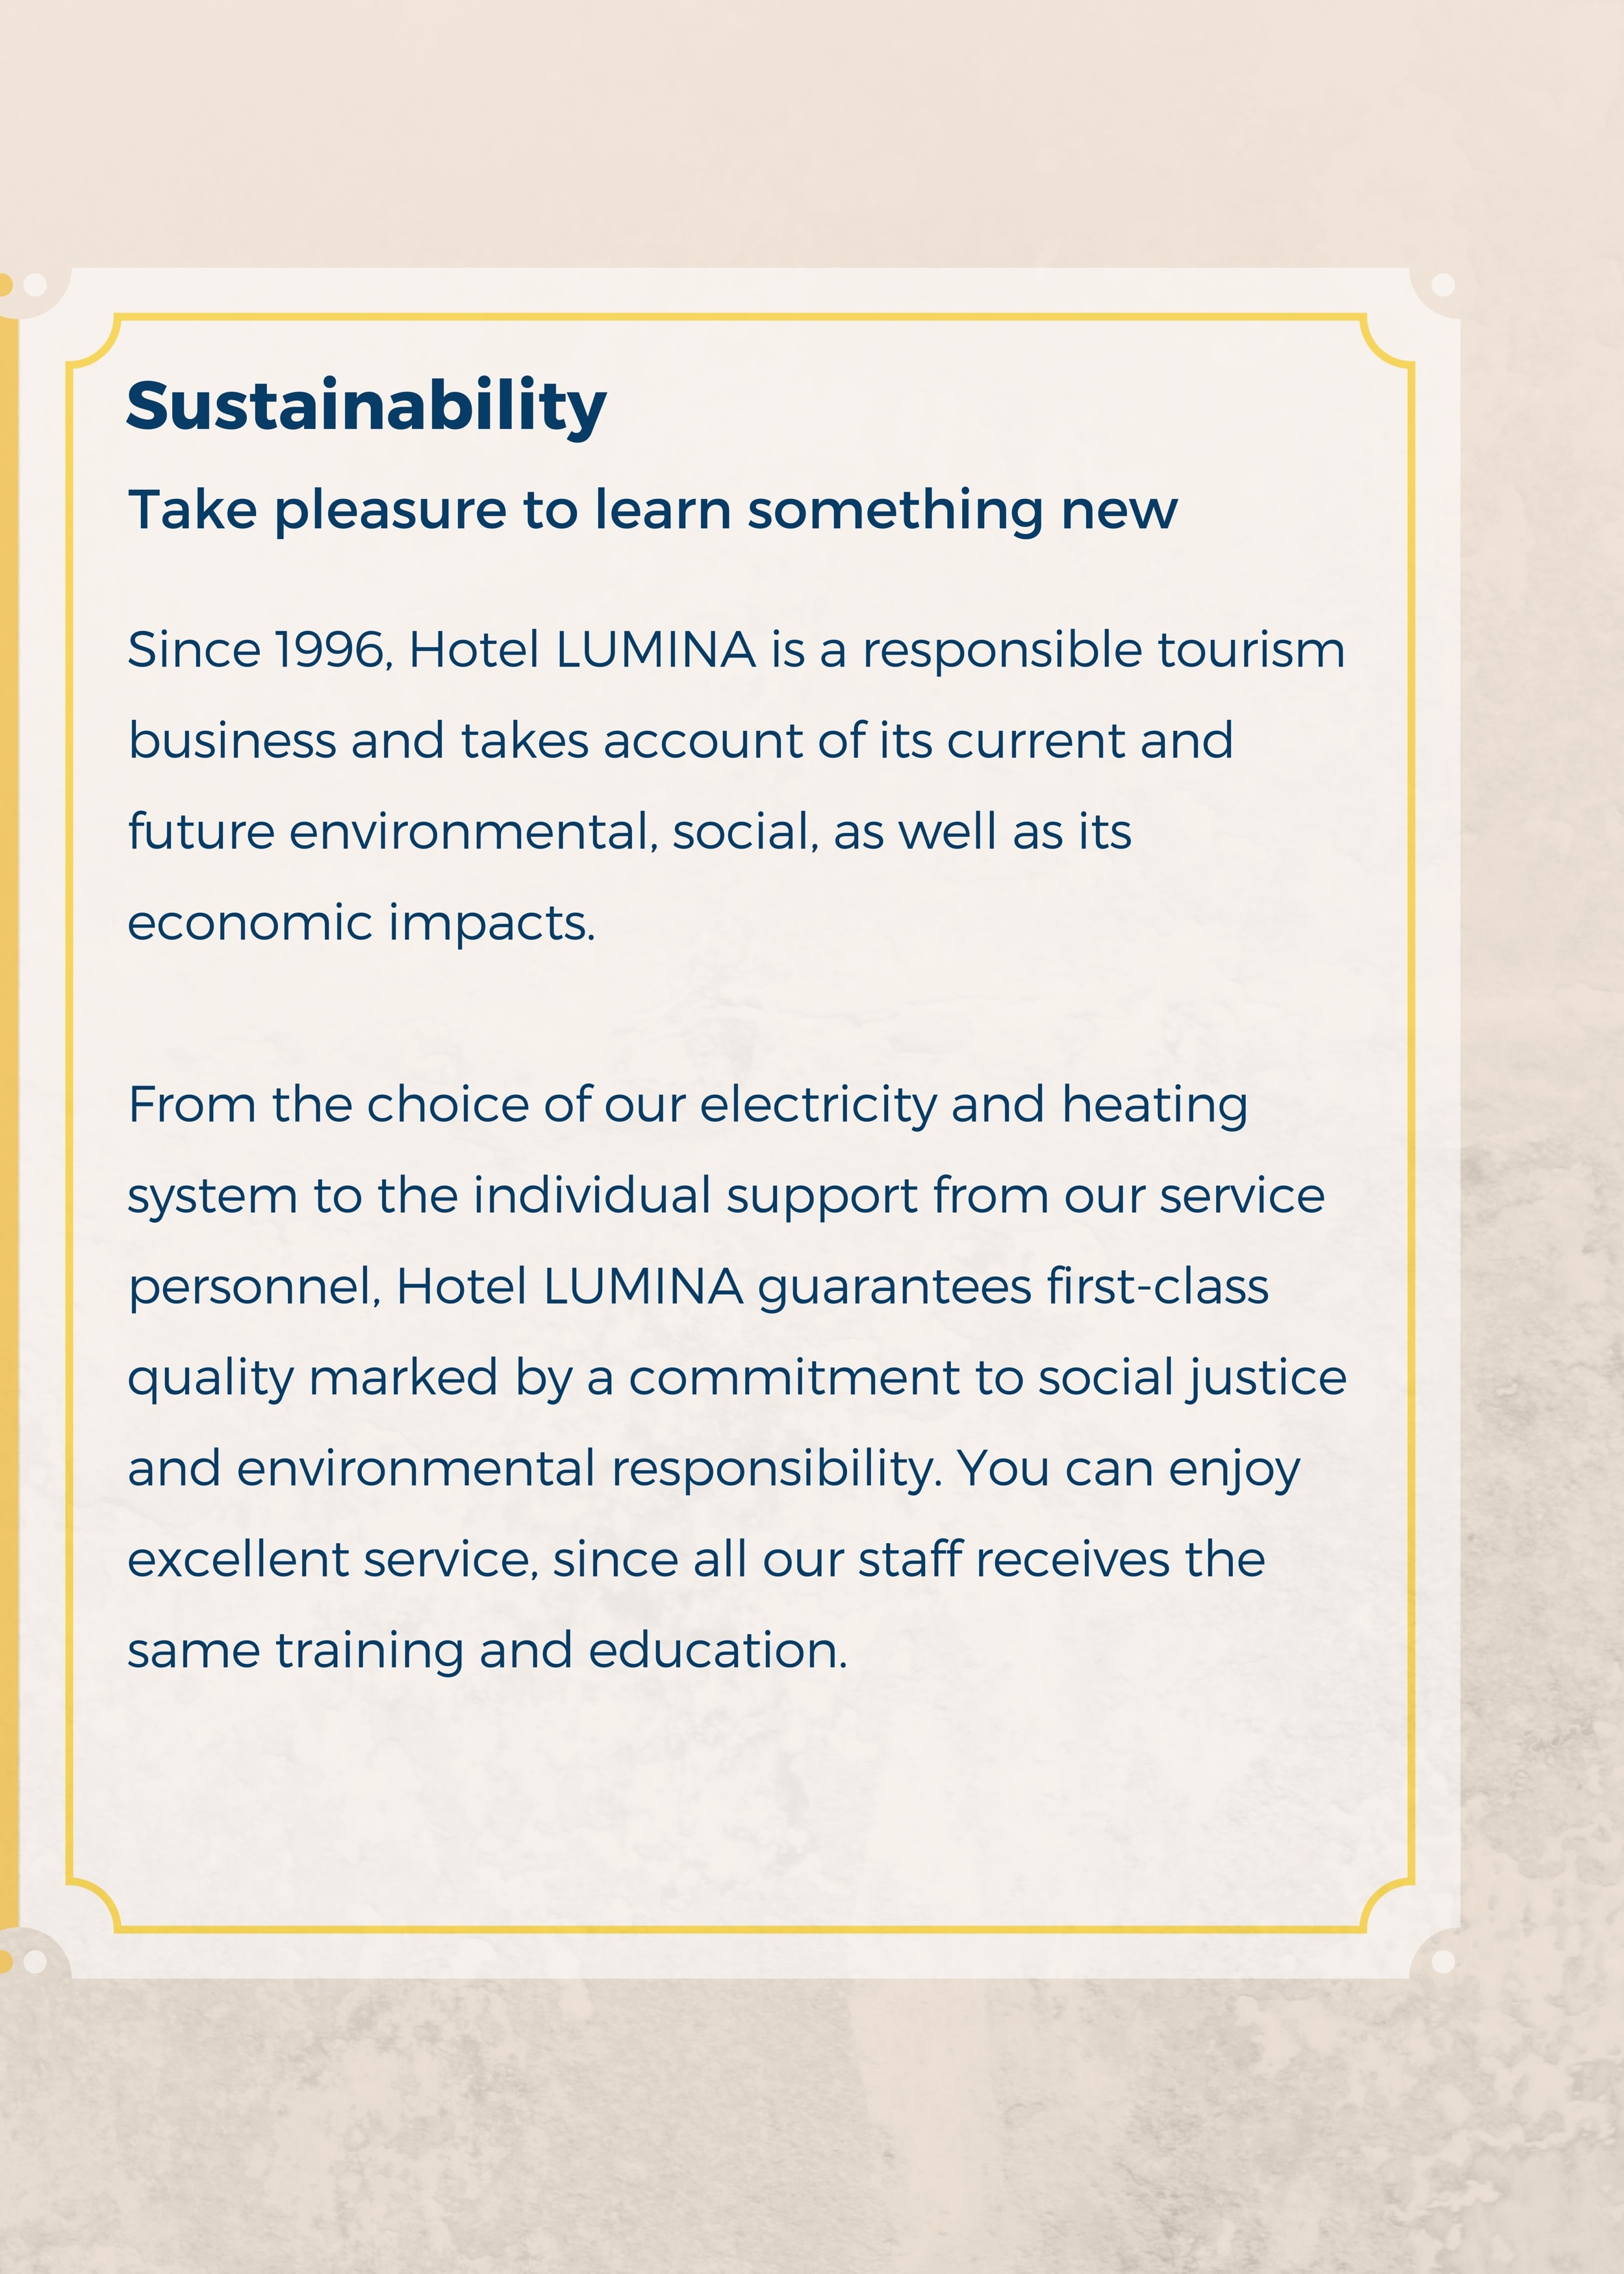 Sustainability
Take pleasure to learn something new
Since 1996, Hotel LUMINA is a responsible tourism
business and takes account of its current and
future environmental, social, as well as its
economic impacts.
From the choice of our electricity and heating
system to the individual support from our service
personnel, Hotel LUMINA guarantees first-class
quality marked by a commitment to social justice
and environmental responsibility. You can enjoy
excellent service, since all our staff receives the
same training and education.